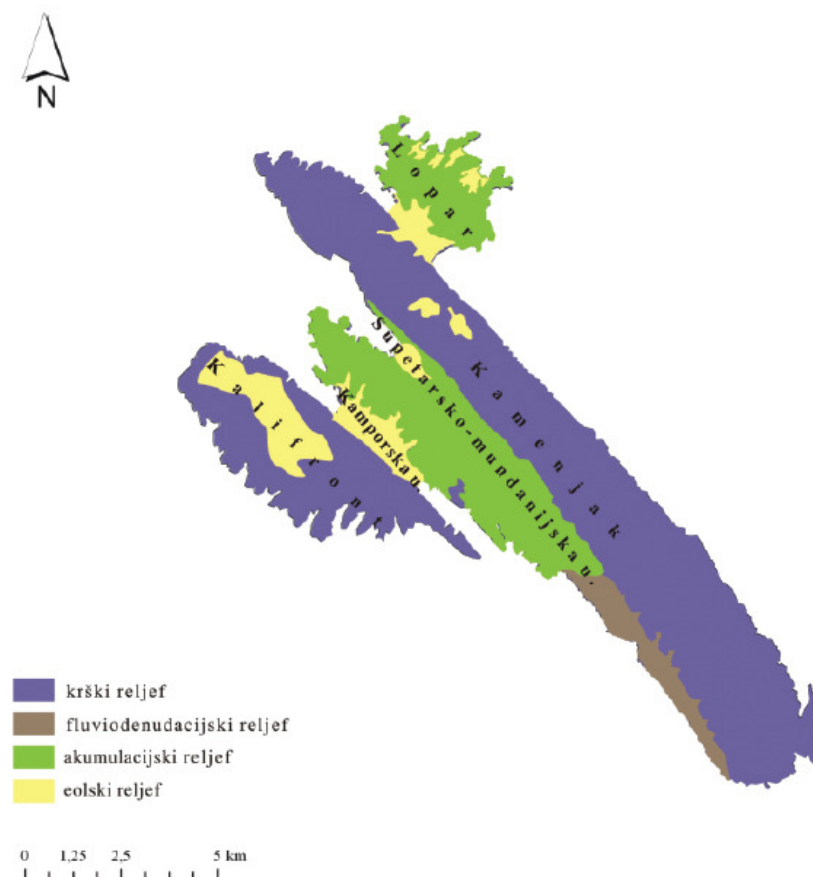 N
Lopar
Kamenjak
Supetarsko-mundanijska u.
Kamporska u.
Kalifront
krški reljef
fluviodenudacijski reljef
akumulacijski reljef
eolski reljef
0 1,25 2,5 5 km